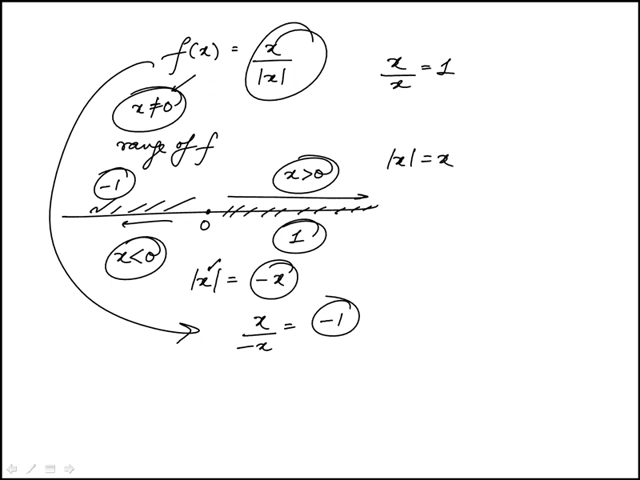 f(x) = x/|x|
x/x = 1
x ≠ 0
range of f
|x| = x
-1
x > 0
0
1
x < 0
|x| = -x
x/-x = -1